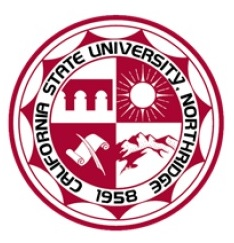 CALIFORNIA STATE UNIVERSITY, NORTHRIDGE
1958